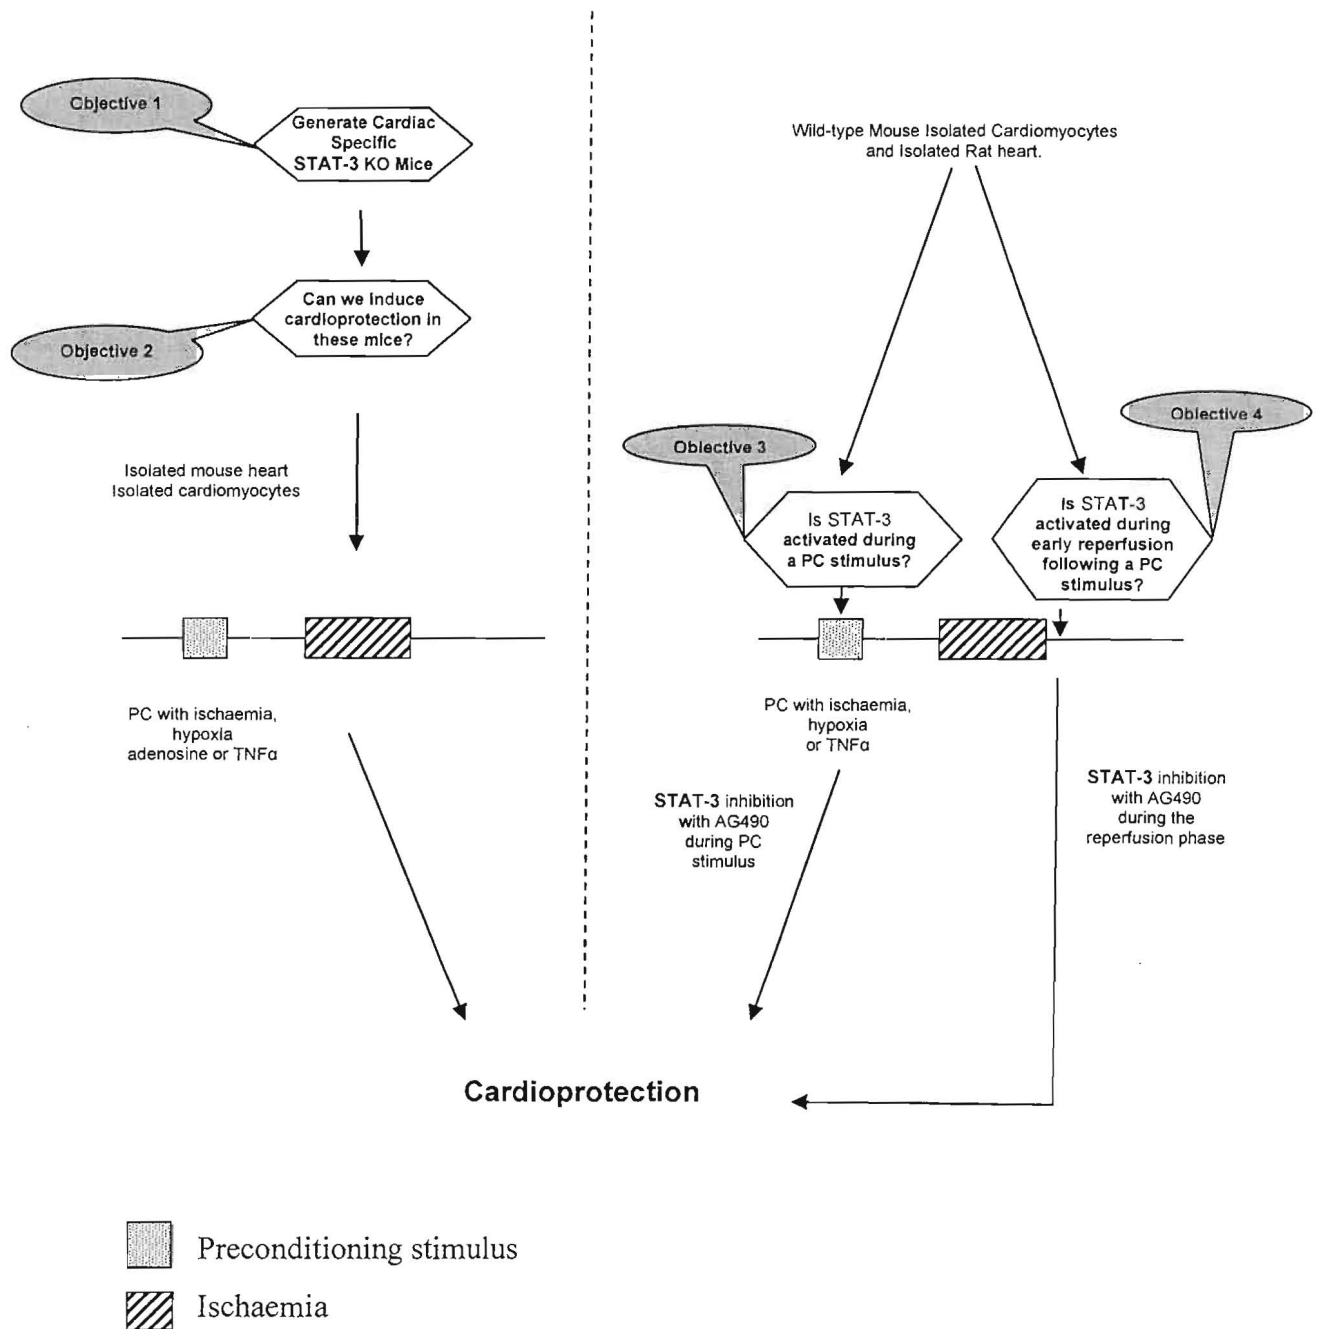 Objective 1
Generate Cardiac
Specific
STAT-3 KO Mice
Can we induce
cardioprotection in
these mice?
Objective 2
Isolated mouse heart
Isolated cardiomyocytes
PC with ischaemia,
hypoxia
adenosine or TNFα
Wild-type Mouse Isolated Cardiomyocytes
and Isolated Rat heart.
Objective 3
Objective 4
Is STAT-3
activated during
a PC stimulus?
Is STAT-3
activated during
early reperfusion
following a PC
stimulus?
PC with ischaemia,
hypoxia
or TNFα
STAT-3 inhibition
with AG490
during PC
stimulus
STAT-3 inhibition
with AG490
during the
reperfusion phase
Cardioprotection
Preconditioning stimulus
Ischaemia